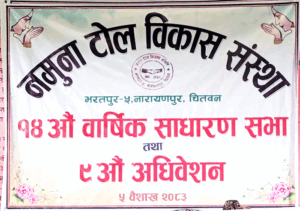 नमुना टोल विकास संस्था
भरतपुर-५,नारायणपुर, चितवन
१४ औं वार्षिक साधारण सभा
तथा
९ औं अधिवेशन
५ वैशाख २०८३